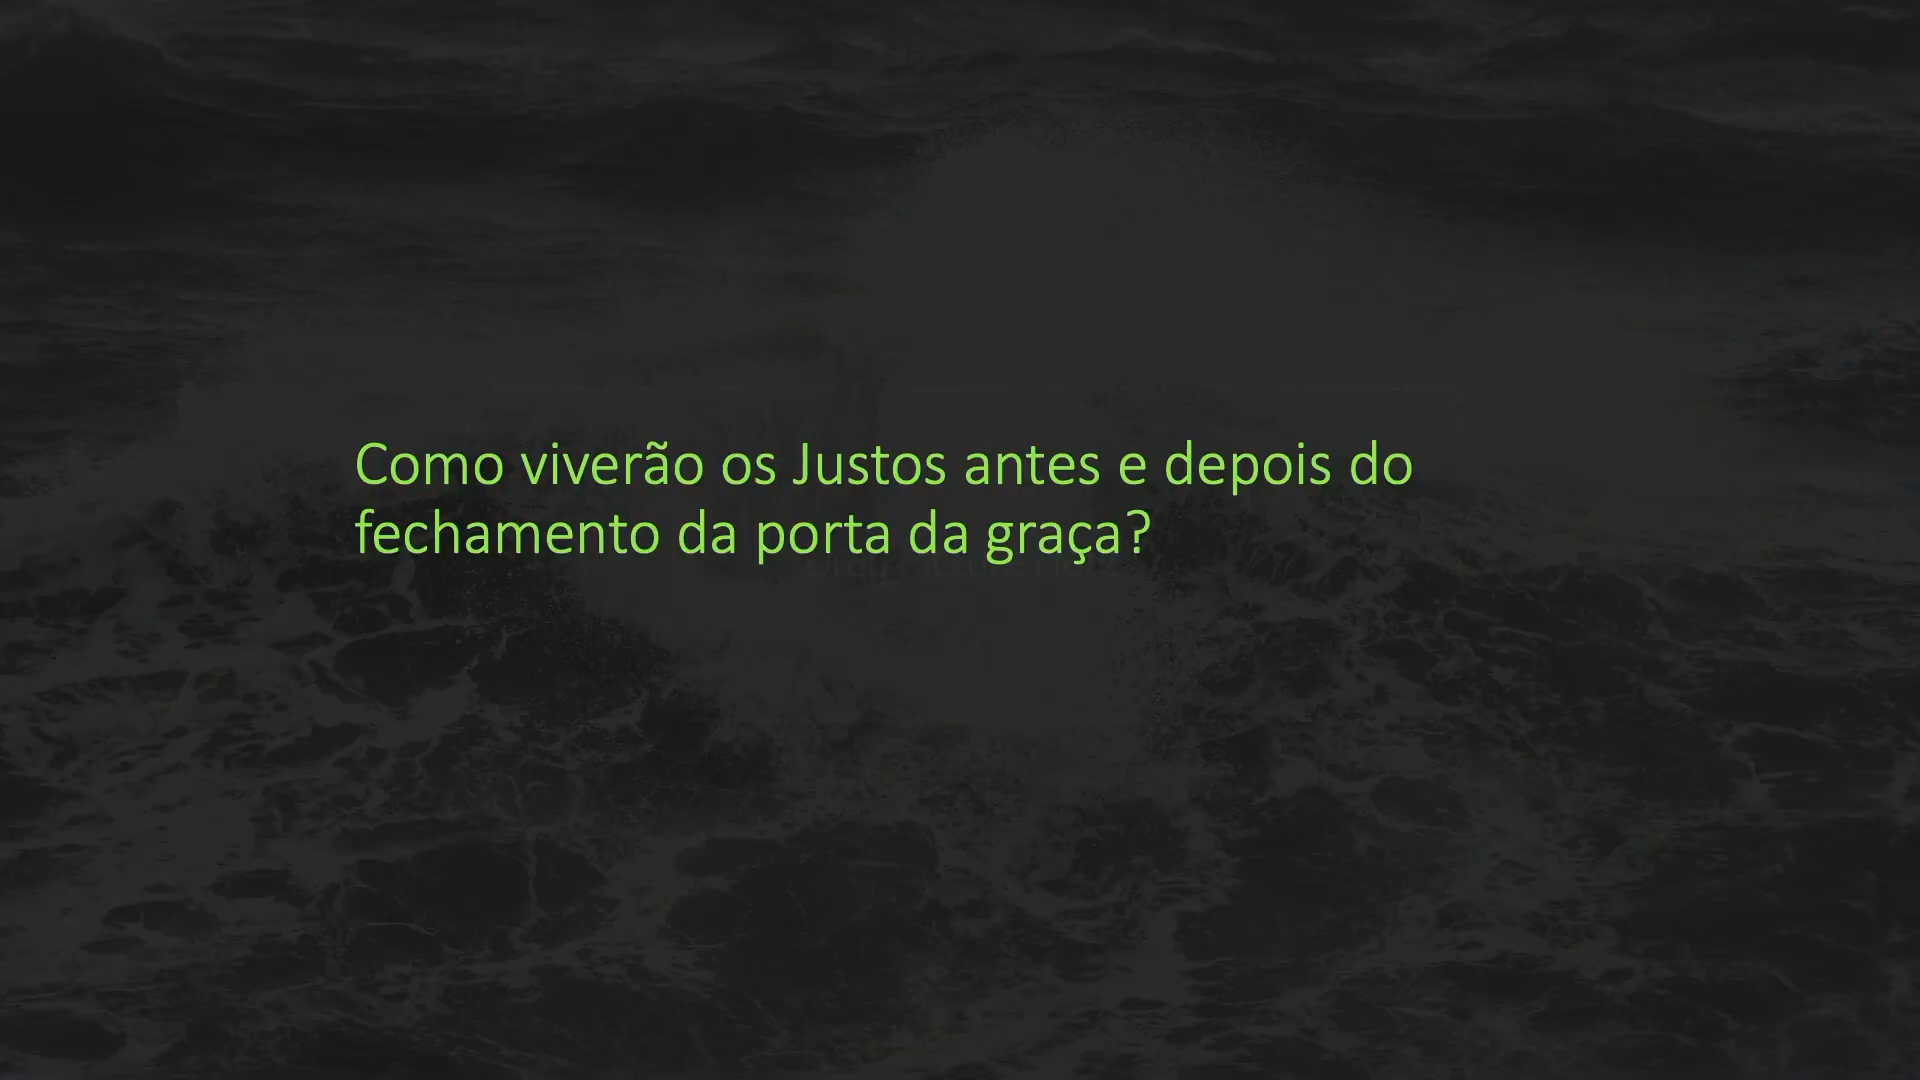 Como viverão os Justos antes e depois do
fechamento da porta da graça?